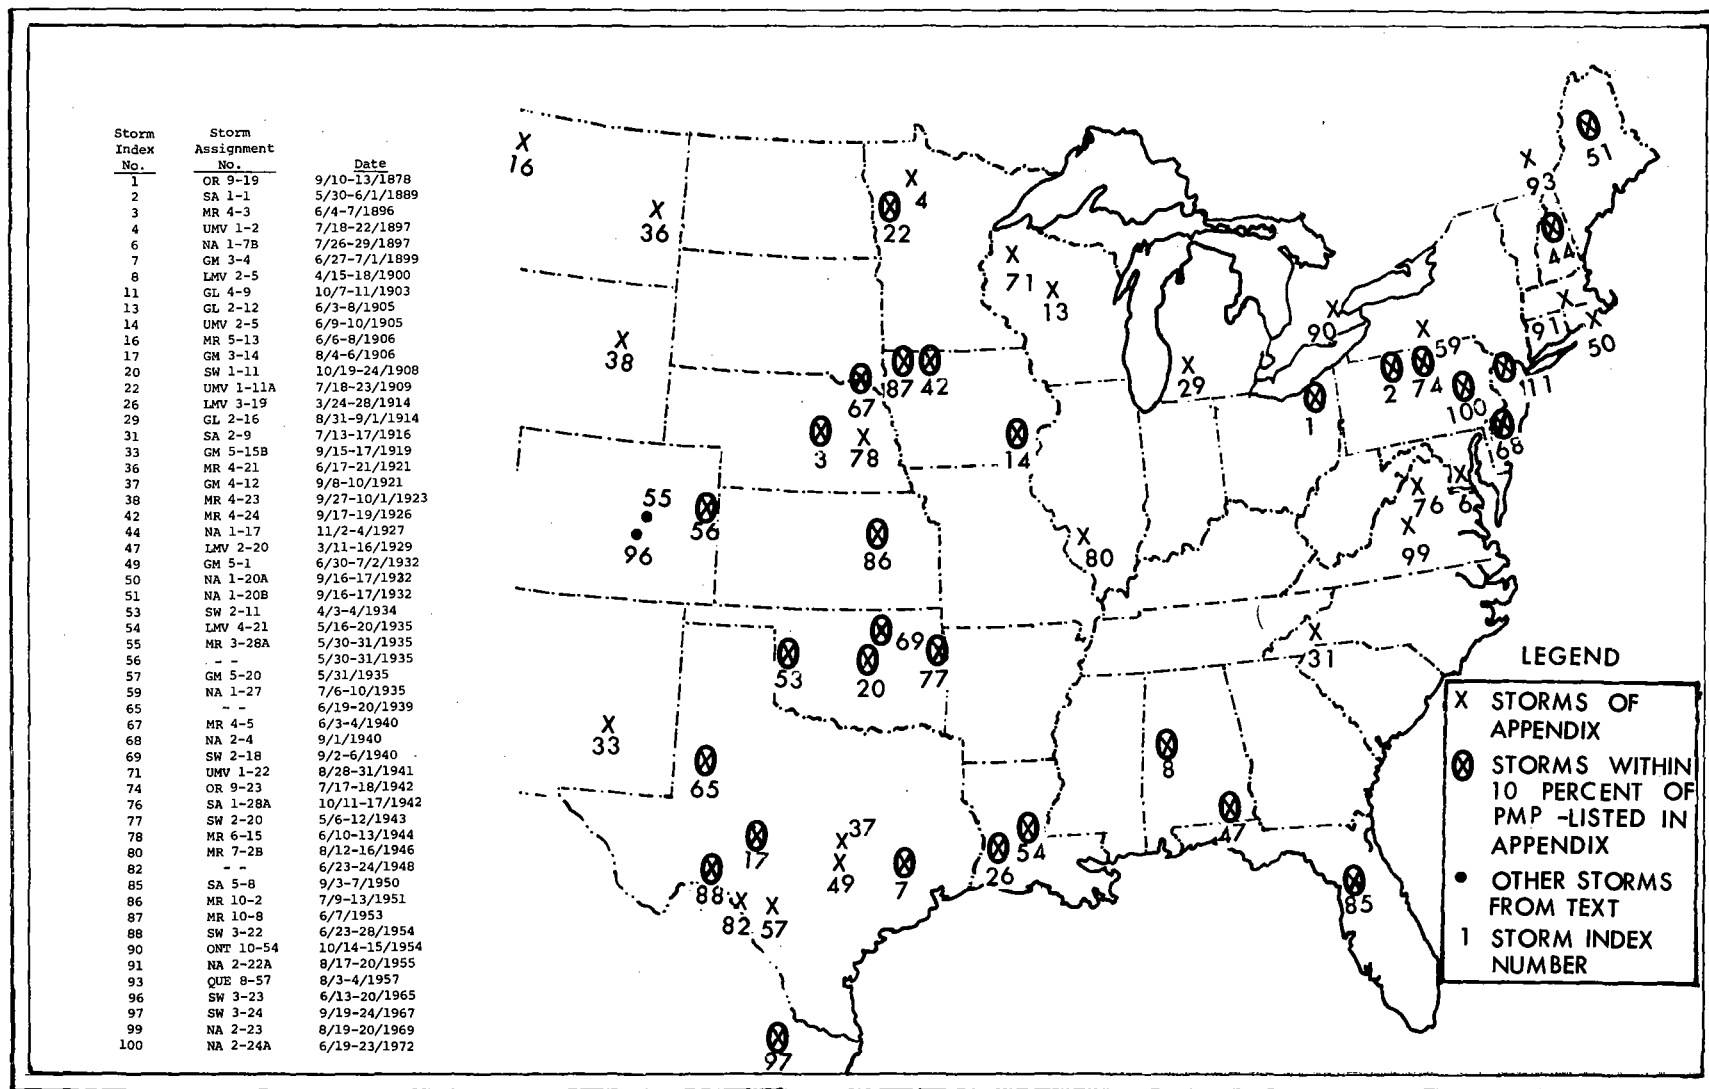 Storm Storm
Index Assignment
No. No. Date
1 OR 9-19 9/10-13/1878
2 SA 1-1 5/30-6/1/1889
3 MR 4-3 6/4-7/1896
4 UMV 1-2 7/18-22/1897
6 NA 1-7B 7/26-29/1897
7 GM 3-4 6/27-7/1/1899
8 LMV 2-5 4/15-18/1900
11 GL 4-9 10/7-11/1903
13 GL 2-12 6/3-8/1905
14 UMV 2-5 6/9-10/1905
16 MR 5-13 6/6-8/1906
17 GM 3-14 8/4-6/1906
20 SW 1-11 10/19-24/1908
22 UMV 1-11A 7/18-23/1909
26 LMV 3-19 3/24-28/1914
29 GL 2-16 8/31-9/1/1914
31 SA 2-9 7/13-17/1916
33 GM 5-15B 9/15-17/1919
36 MR 4-21 6/17-21/1921
37 GM 4-12 9/8-10/1921
38 MR 4-23 9/27-10/1/1923
42 MR 4-24 9/17-19/1926
44 NA 1-17 11/2-4/1927
47 LMV 2-20 3/11-16/1929
49 GM 5-1 6/30-7/2/1932
50 NA 1-20A 9/16-17/1932
51 NA 1-20B 9/16-17/1932
53 SW 2-11 4/3-4/1934
54 LMV 4-21 5/16-20/1935
55 MR 3-28A 5/30-31/1935
56 - - 5/30-31/1935
57 GM 5-20 5/31/1935
59 NA 1-27 7/6-10/1935
65 - - 6/19-20/1939
67 MR 4-5 6/3-4/1940
68 NA 2-4 9/1/1940
69 SW 2-18 9/2-6/1940
71 UMV 1-22 8/28-31/1941
74 OR 9-23 7/17-18/1942
76 SA 1-28A 10/11-17/1942
77 SW 2-20 5/6-12/1943
78 MR 6-15 6/10-13/1944
80 MR 7-2B 8/12-16/1946
82 - - 6/23-24/1948
85 SA 5-8 9/3-7/1950
86 MR 10-2 7/9-13/1951
87 MR 10-8 6/7/1953
88 SW 3-22 6/23-28/1954
90 ONT 10-54 10/14-15/1954
91 NA 2-22A 8/17-20/1955
93 QUE 8-57 8/3-4/1957
96 SW 3-23 6/13-20/1965
97 SW 3-24 9/19-24/1967
99 NA 2-23 8/19-20/1969
100 NA 2-24A 6/19-23/1972
16
51
93
4
36
22
44
71
13
90
91
50
38
59
29
87
42
67
2
74
11
100
1
3
78
14
68
55
56
76
6
96
86
80
99
69
53
20
77
31
33
65
8
37
17
47
54
49
7
26
88
82
57
85
97
LEGEND
X STORMS OF
APPENDIX
STORMS WITHIN
10 PERCENT OF
PMP -LISTED IN
APPENDIX
OTHER STORMS
FROM TEXT
1 STORM INDEX
NUMBER